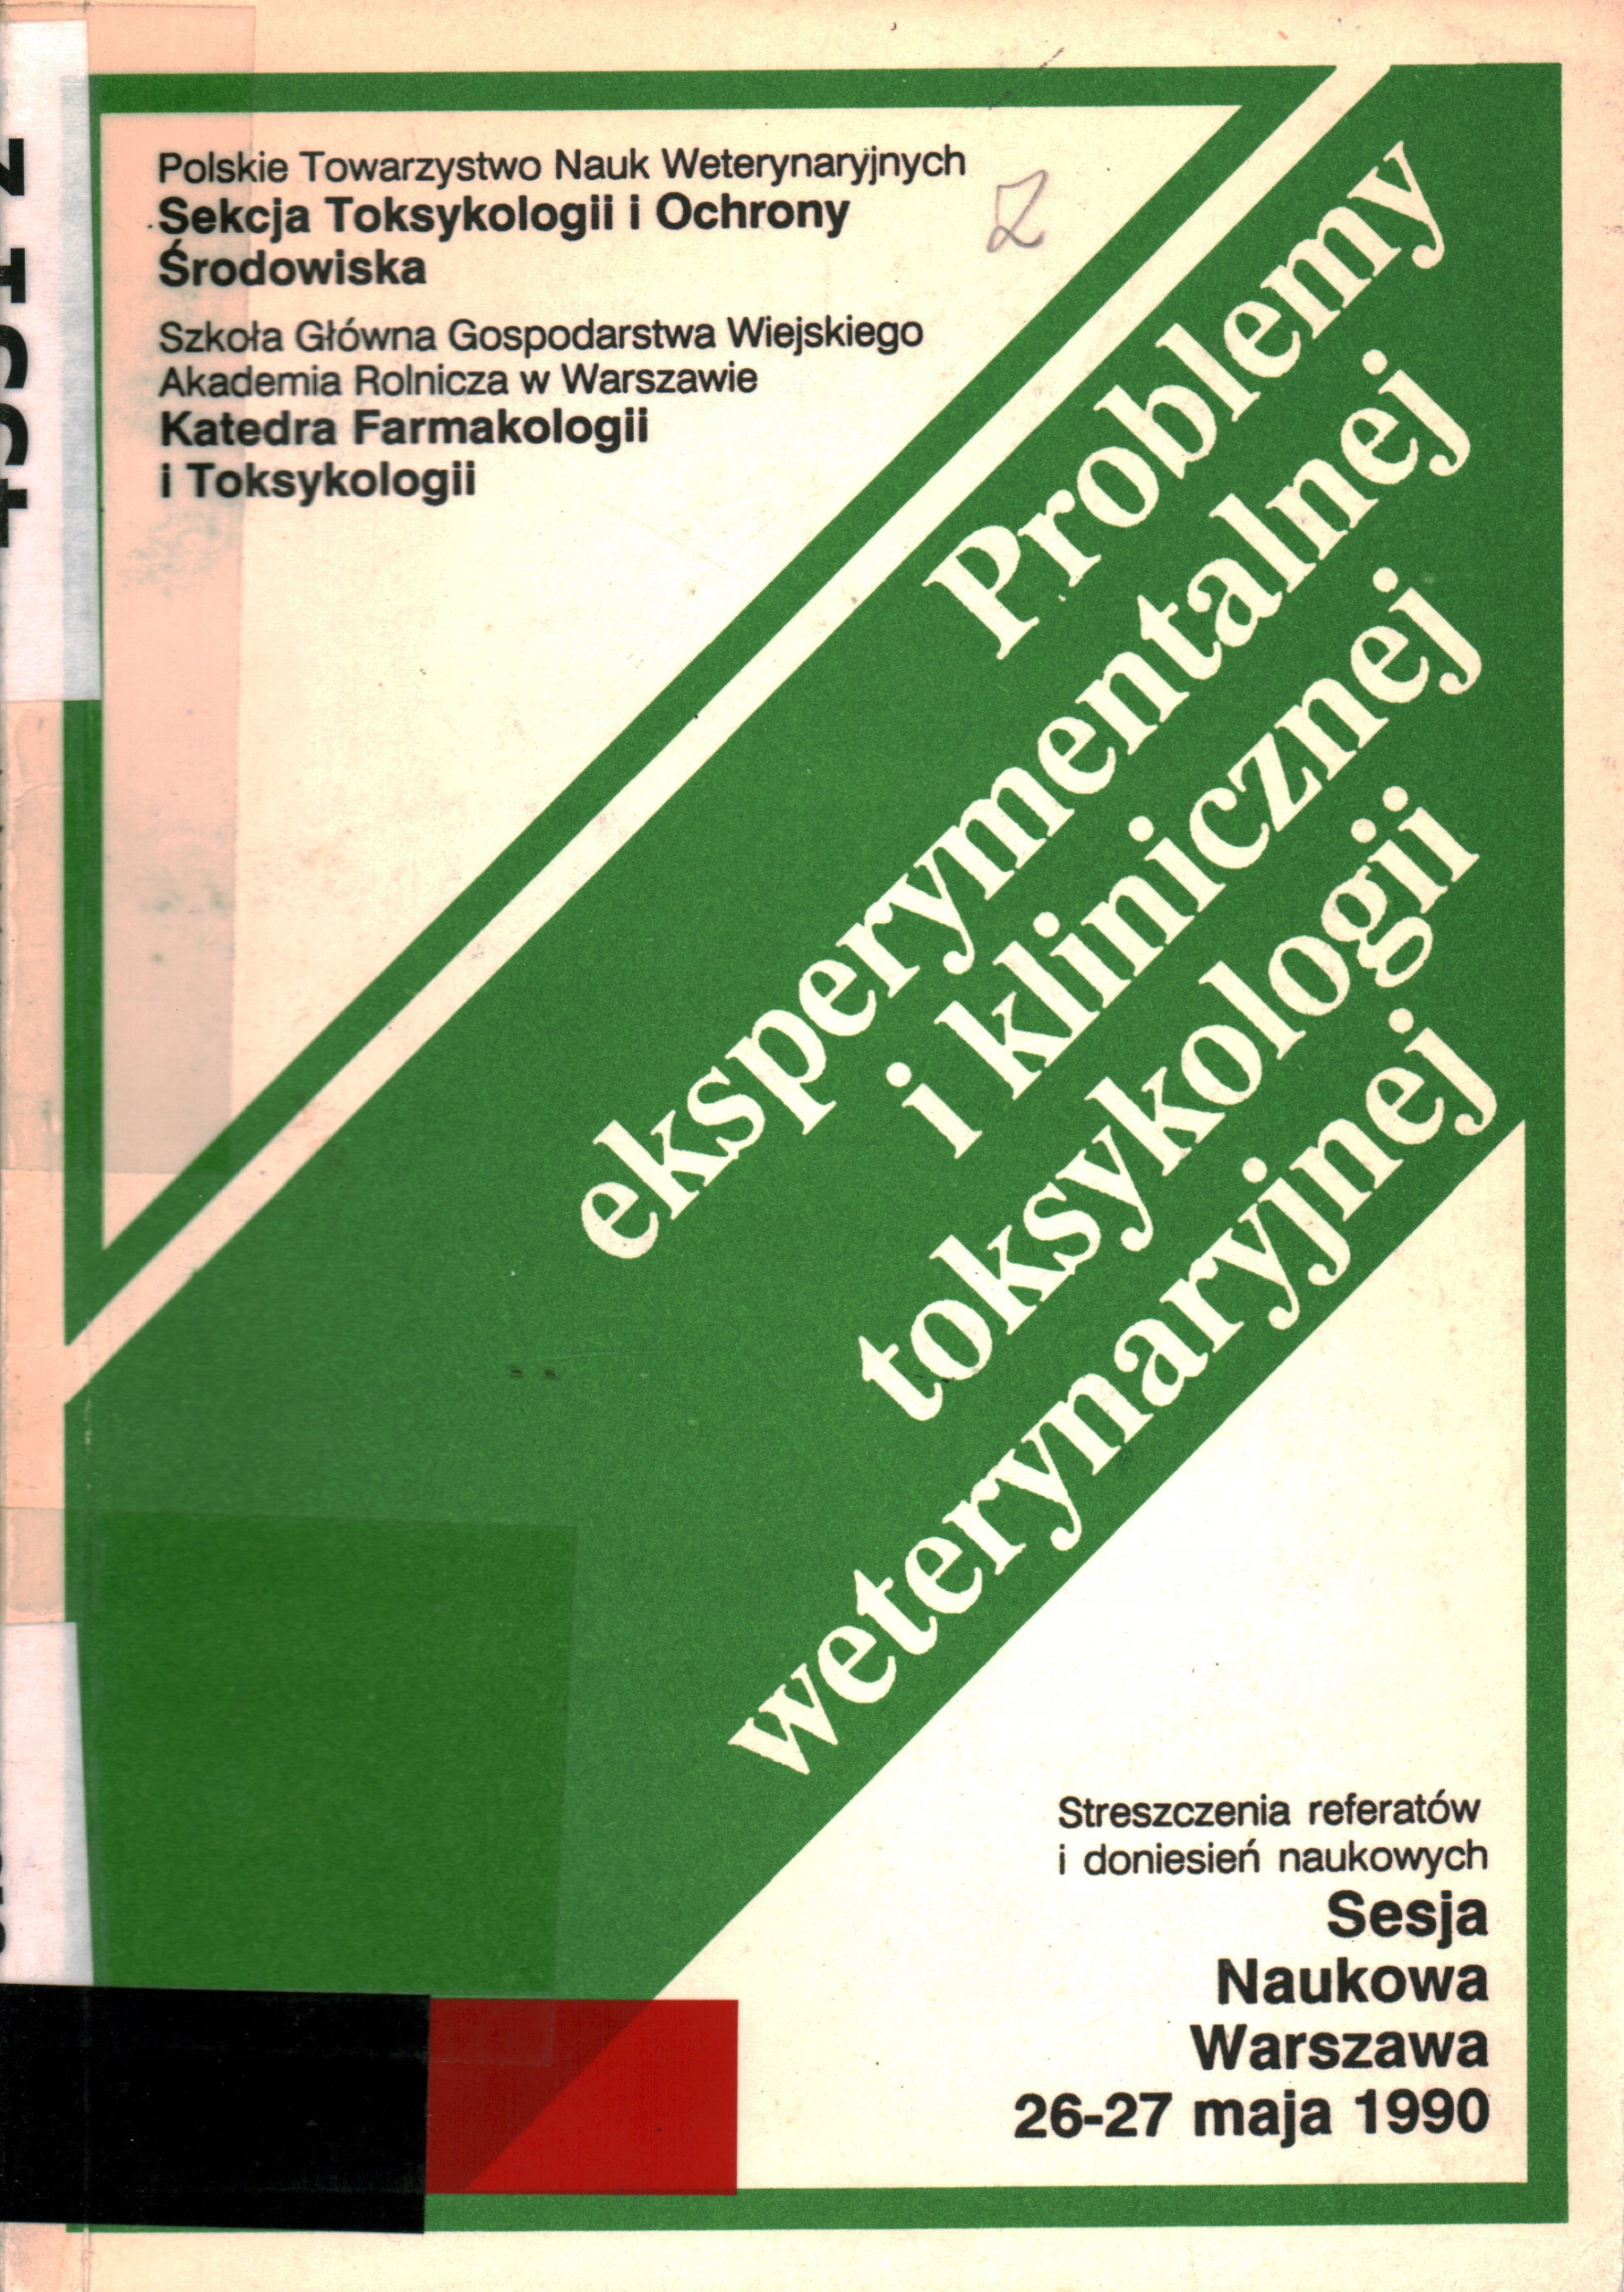 Polskie Towarzystwo Nauk Weterynaryjnych
Sekcja Toksykologii i Ochrony
Środowiska
Szkoła Główna Gospodarstwa Wiejskiego
Akademia Rolnicza w Warszawie
Katedra Farmakologii
i Toksykologii
Problemy
eksperymentalnej
i klinicznej
toksykologii
weterynaryjnej
Streszczenia referatów
i doniesień naukowych
Sesja
Naukowa
Warszawa
26-27 maja 1990